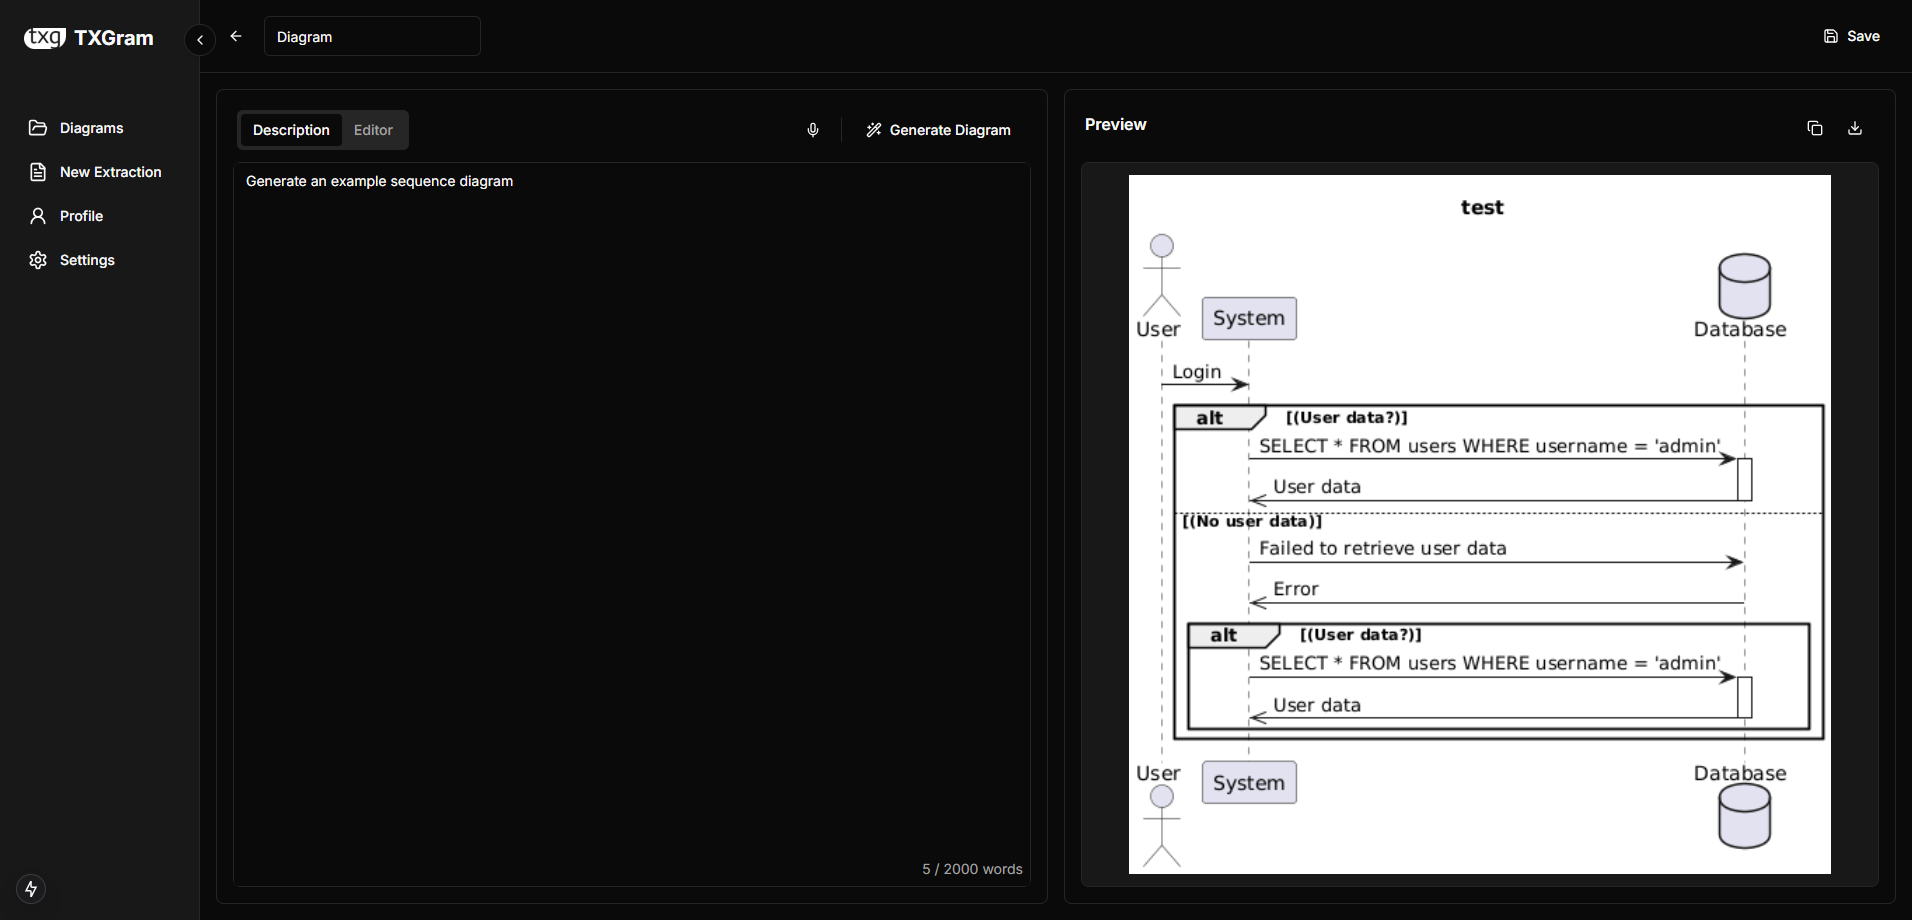 txg TXGram
Diagram
Save
Diagrams
New Extraction
Profile
Settings
Description
Editor
Generate Diagram
Generate an example sequence diagram
5 / 2000 words
Preview
test
User
System
Database
Login
alt [(User data?)]
SELECT * FROM users WHERE username = 'admin'
User data
[(No user data)]
Failed to retrieve user data
Error
alt [(User data?)]
SELECT * FROM users WHERE username = 'admin'
User data
User
System
Database